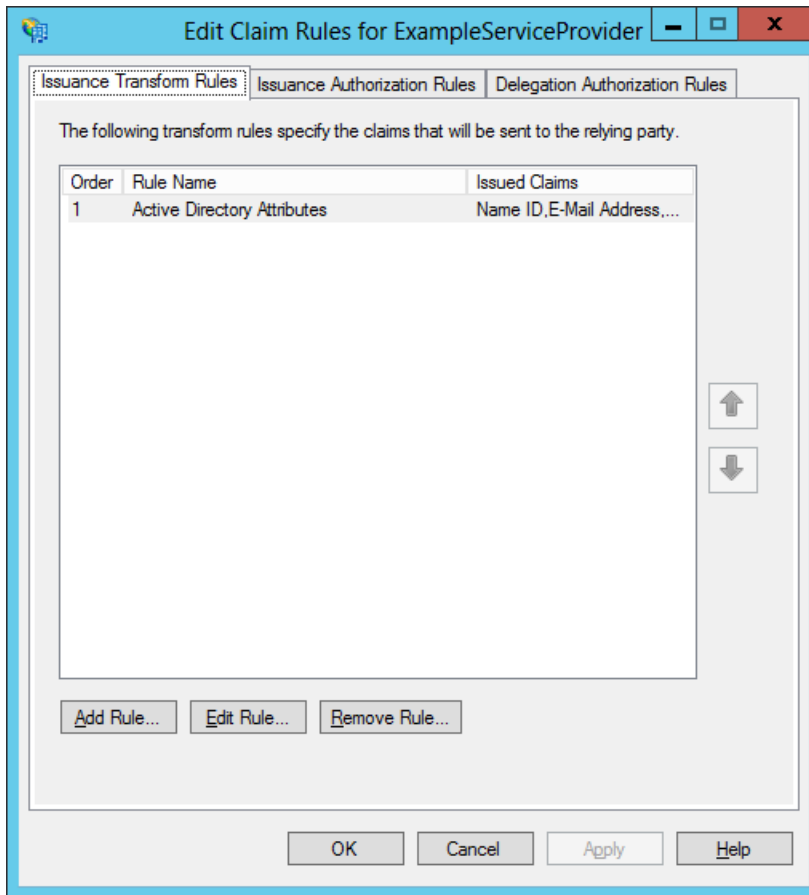 Edit Claim Rules for ExampleServiceProvider
Issuance Transform Rules Issuance Authorization Rules Delegation Authorization Rules
The following transform rules specify the claims that will be sent to the relying party.
Order Rule Name Issued Claims
1 Active Directory Attributes Name ID,E-Mail Address,...
Add Rule... Edit Rule... Remove Rule...
OK Cancel Apply Help